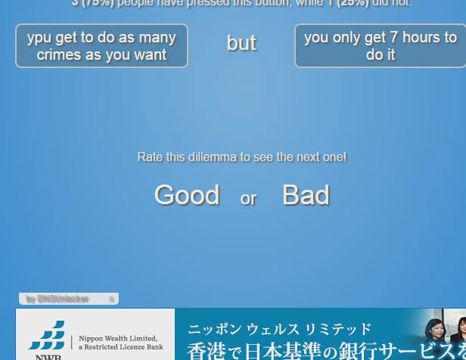 3 (75%) people have pressed this button, while 1 (25%) did not.
ypu get to do as many
crimes as you want
but
you only get 7 hours to
do it
Rate this dillemma to see the next one!
Good or Bad
by DNSUnlocker x
ニッポン ウェルス リミテッド
Nippon Wealth Limited,
a Restricted Licence Bank
NWB
香港で日本基準の銀行サービス